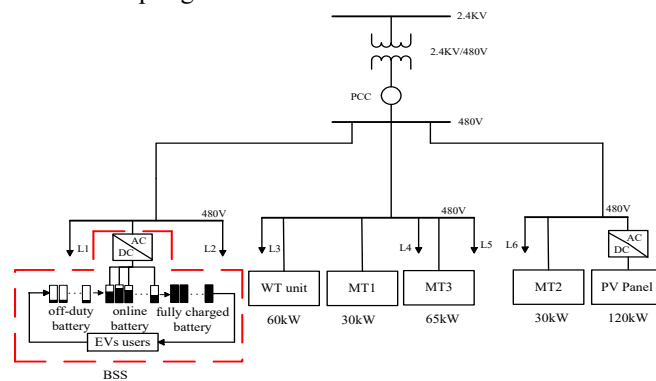 2.4KV
2.4KV/480V
PCC
480V
480V
480V
480V
L1
AC
DC
L2
L3
L4
L5
L6
AC
DC
WT unit
MT1
MT3
MT2
PV Panel
60kW
30kW
65kW
30kW
120kW
off-duty
battery
online
battery
fully charged
battery
EVs users
BSS